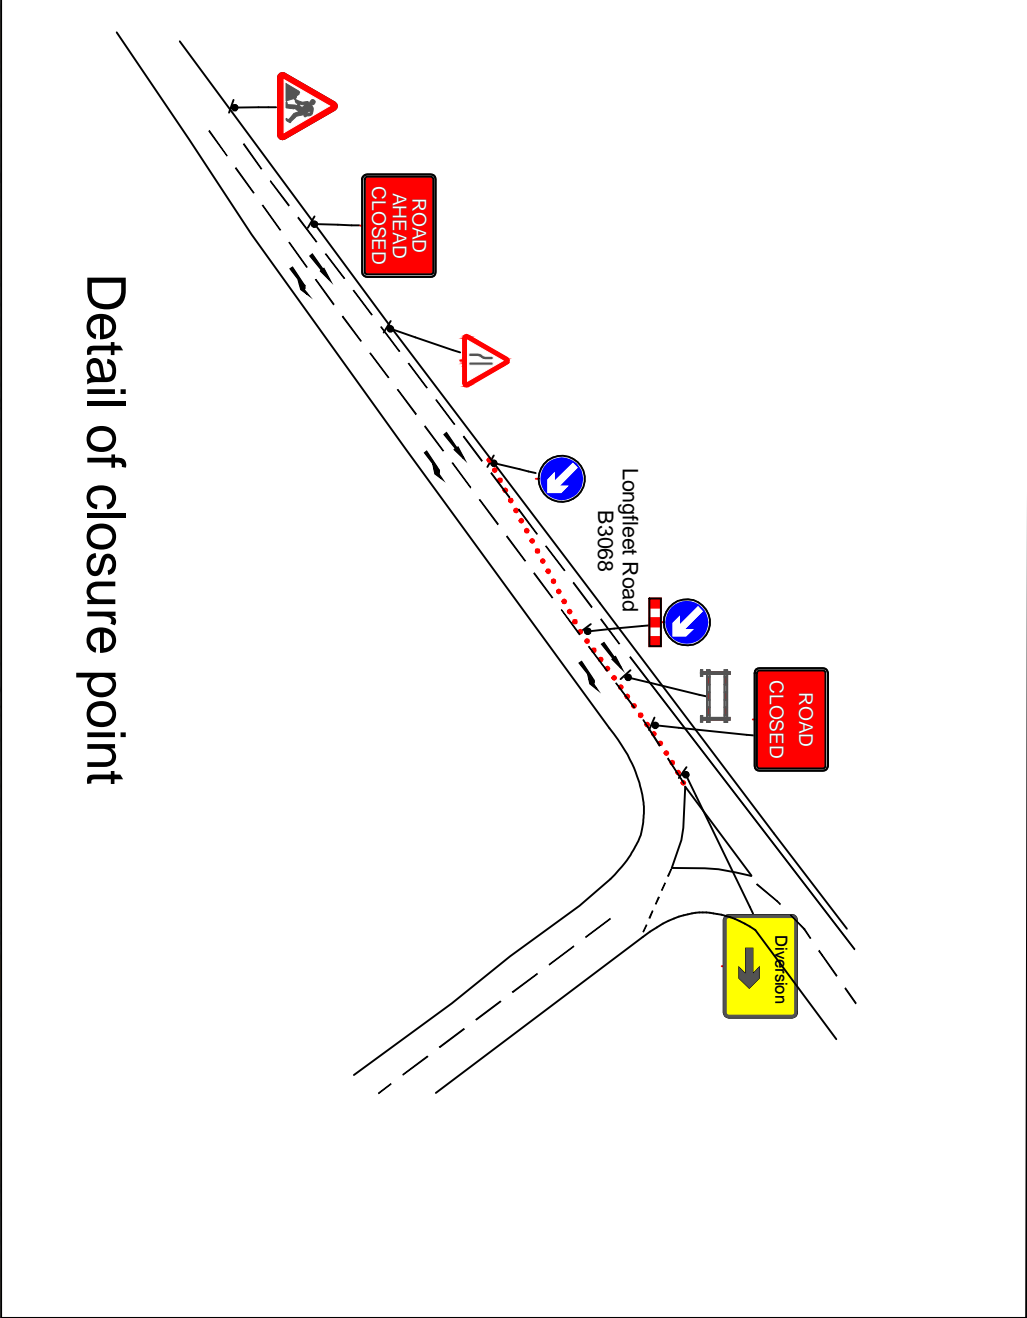 ROAD
AHEAD
CLOSED
Longfleet Road
B3068
ROAD
CLOSED
Diversion
Detail of closure point